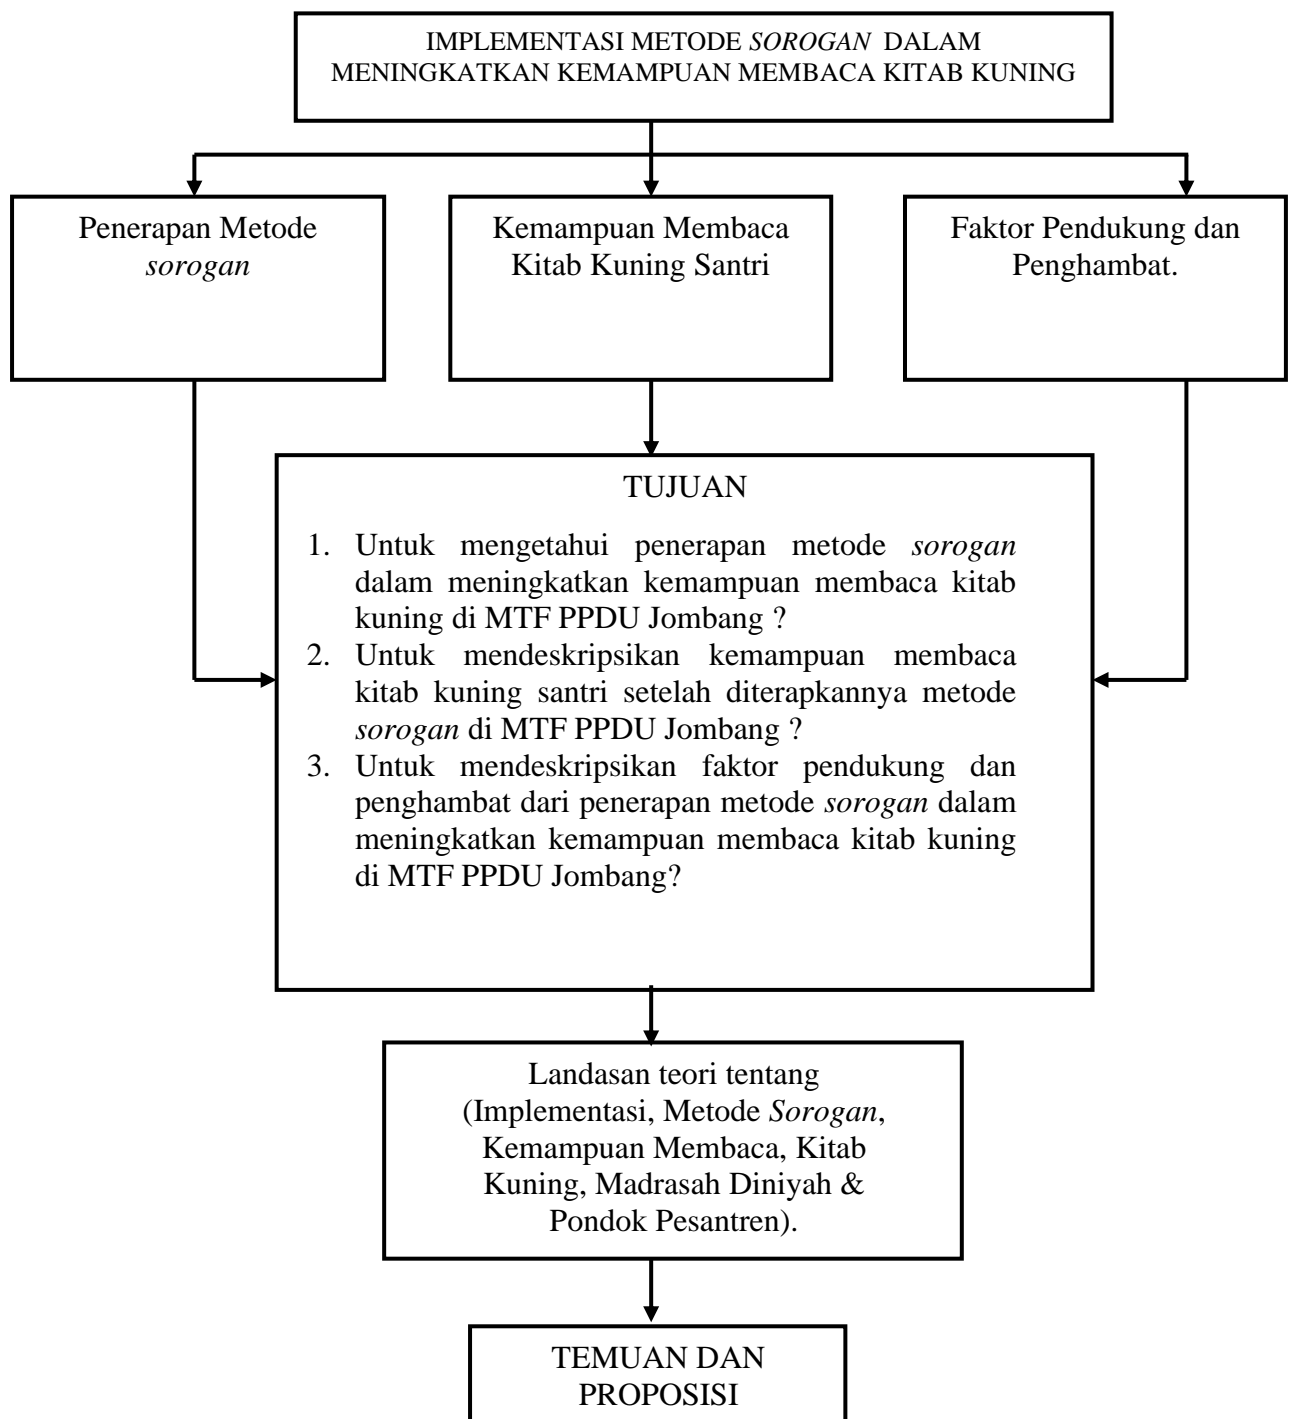 IMPLEMENTASI METODE SOROGAN DALAM
MENINGKATKAN KEMAMPUAN MEMBACA KITAB KUNING
Penerapan Metode
sorogan
Kemampuan Membaca
Kitab Kuning Santri
Faktor Pendukung dan
Penghambat.
TUJUAN
1. Untuk mengetahui penerapan metode sorogan
dalam meningkatkan kemampuan membaca kitab
kuning di MTF PPDU Jombang ?
2. Untuk mendeskripsikan kemampuan membaca
kitab kuning santri setelah diterapkannya metode
sorogan di MTF PPDU Jombang ?
3. Untuk mendeskripsikan faktor pendukung dan
penghambat dari penerapan metode sorogan dalam
meningkatkan kemampuan membaca kitab kuning
di MTF PPDU Jombang?
Landasan teori tentang
(Implementasi, Metode Sorogan,
Kemampuan Membaca, Kitab
Kuning, Madrasah Diniyah &
Pondok Pesantren).
TEMUAN DAN
PROPOSISI